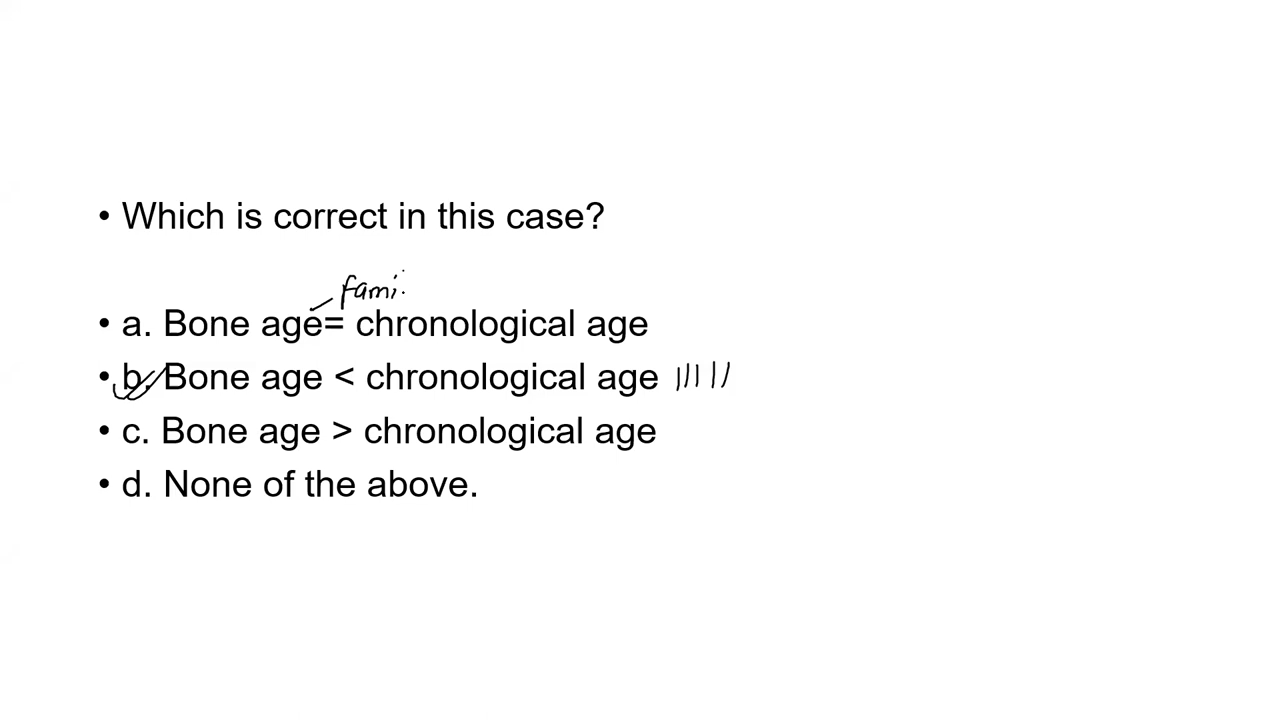 • Which is correct in this case?
fami
• a. Bone age= chronological age
• b. Bone age < chronological age
• c. Bone age > chronological age
• d. None of the above.